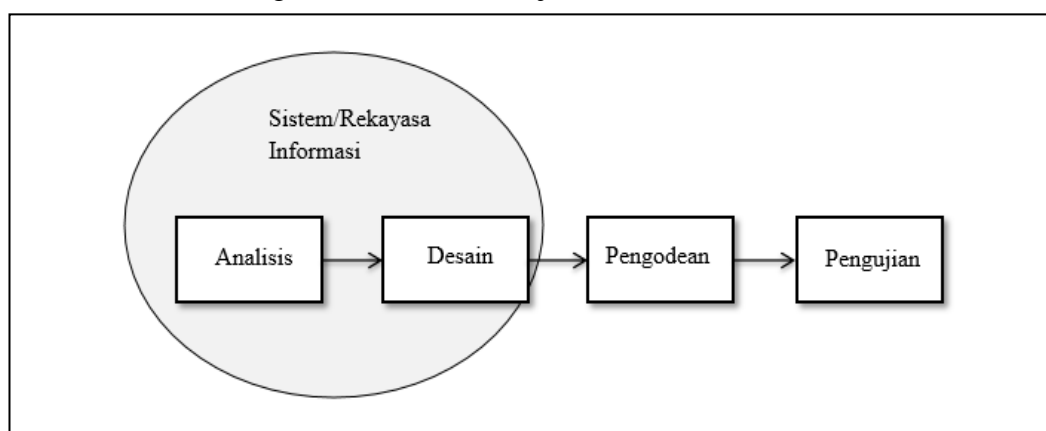 Sistem/Rekayasa
Informasi
Analisis
Desain
Pengodean
Pengujian